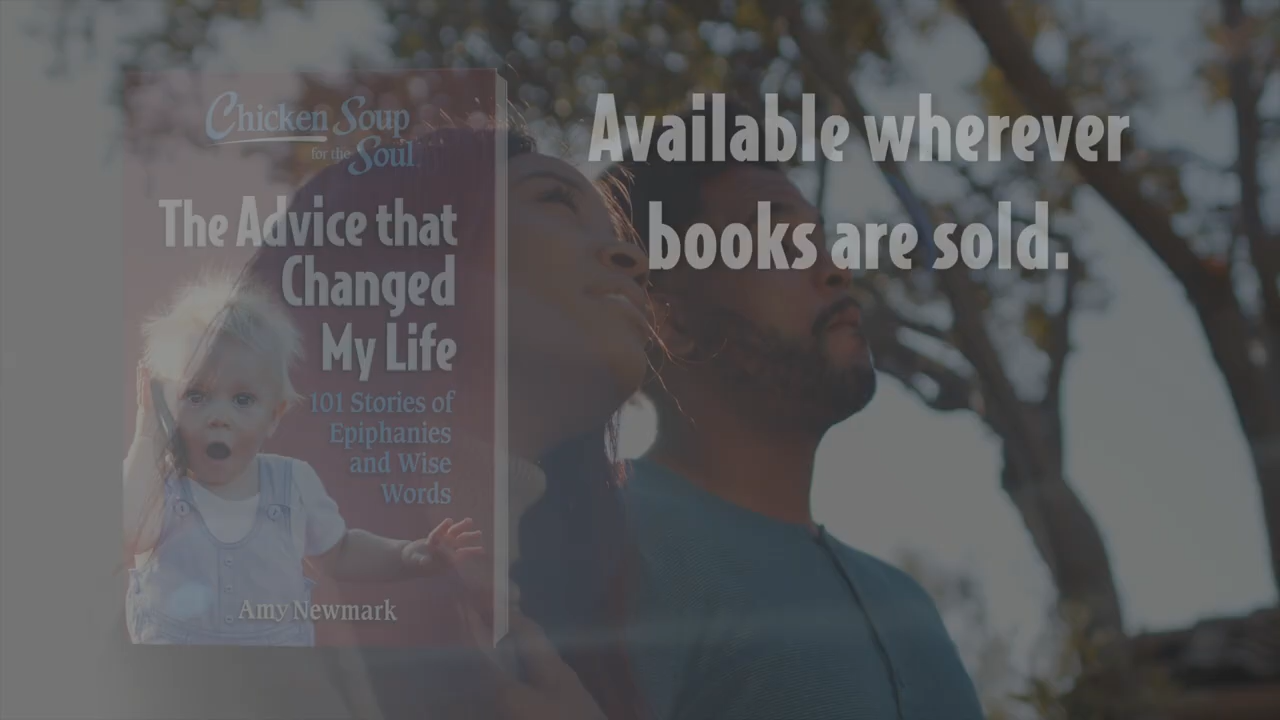 Chicken Soup
for the Soul
The Advice that
Changed
My Life
101 Stories of
Epiphanies
and Wise
Words
Amy Newmark
Available wherever
books are sold.